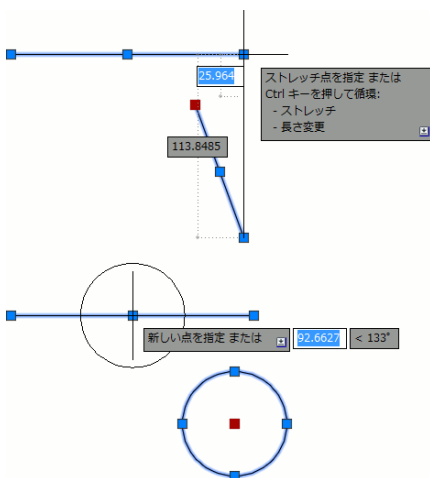 25.964
ストレッチ点を指定 または
Ctrl キーを押して循環:
- ストレッチ
- 長さ変更
113.8485
新しい点を指定 または 92.6627 < 133°